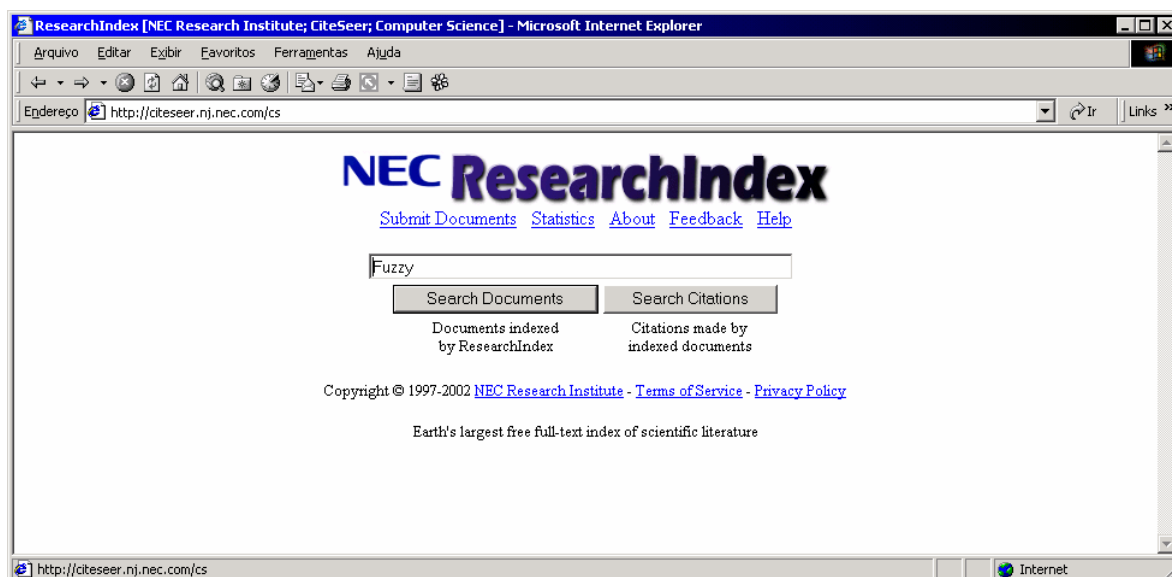 ResearchIndex [NEC Research Institute; CiteSeer; Computer Science] - Microsoft Internet Explorer
Arquivo Editar Exibir Favoritos Ferramentas Ajuda
Endereço http://citeseer.nj.nec.com/cs Ir Links »
NEC ResearchIndex
Submit Documents Statistics About Feedback Help
Fuzzy
Search Documents Search Citations
Documents indexed Citations made by
by ResearchIndex indexed documents
Copyright © 1997-2002 NEC Research Institute - Terms of Service - Privacy Policy
Earth's largest free full-text index of scientific literature
http://citeseer.nj.nec.com/cs Internet